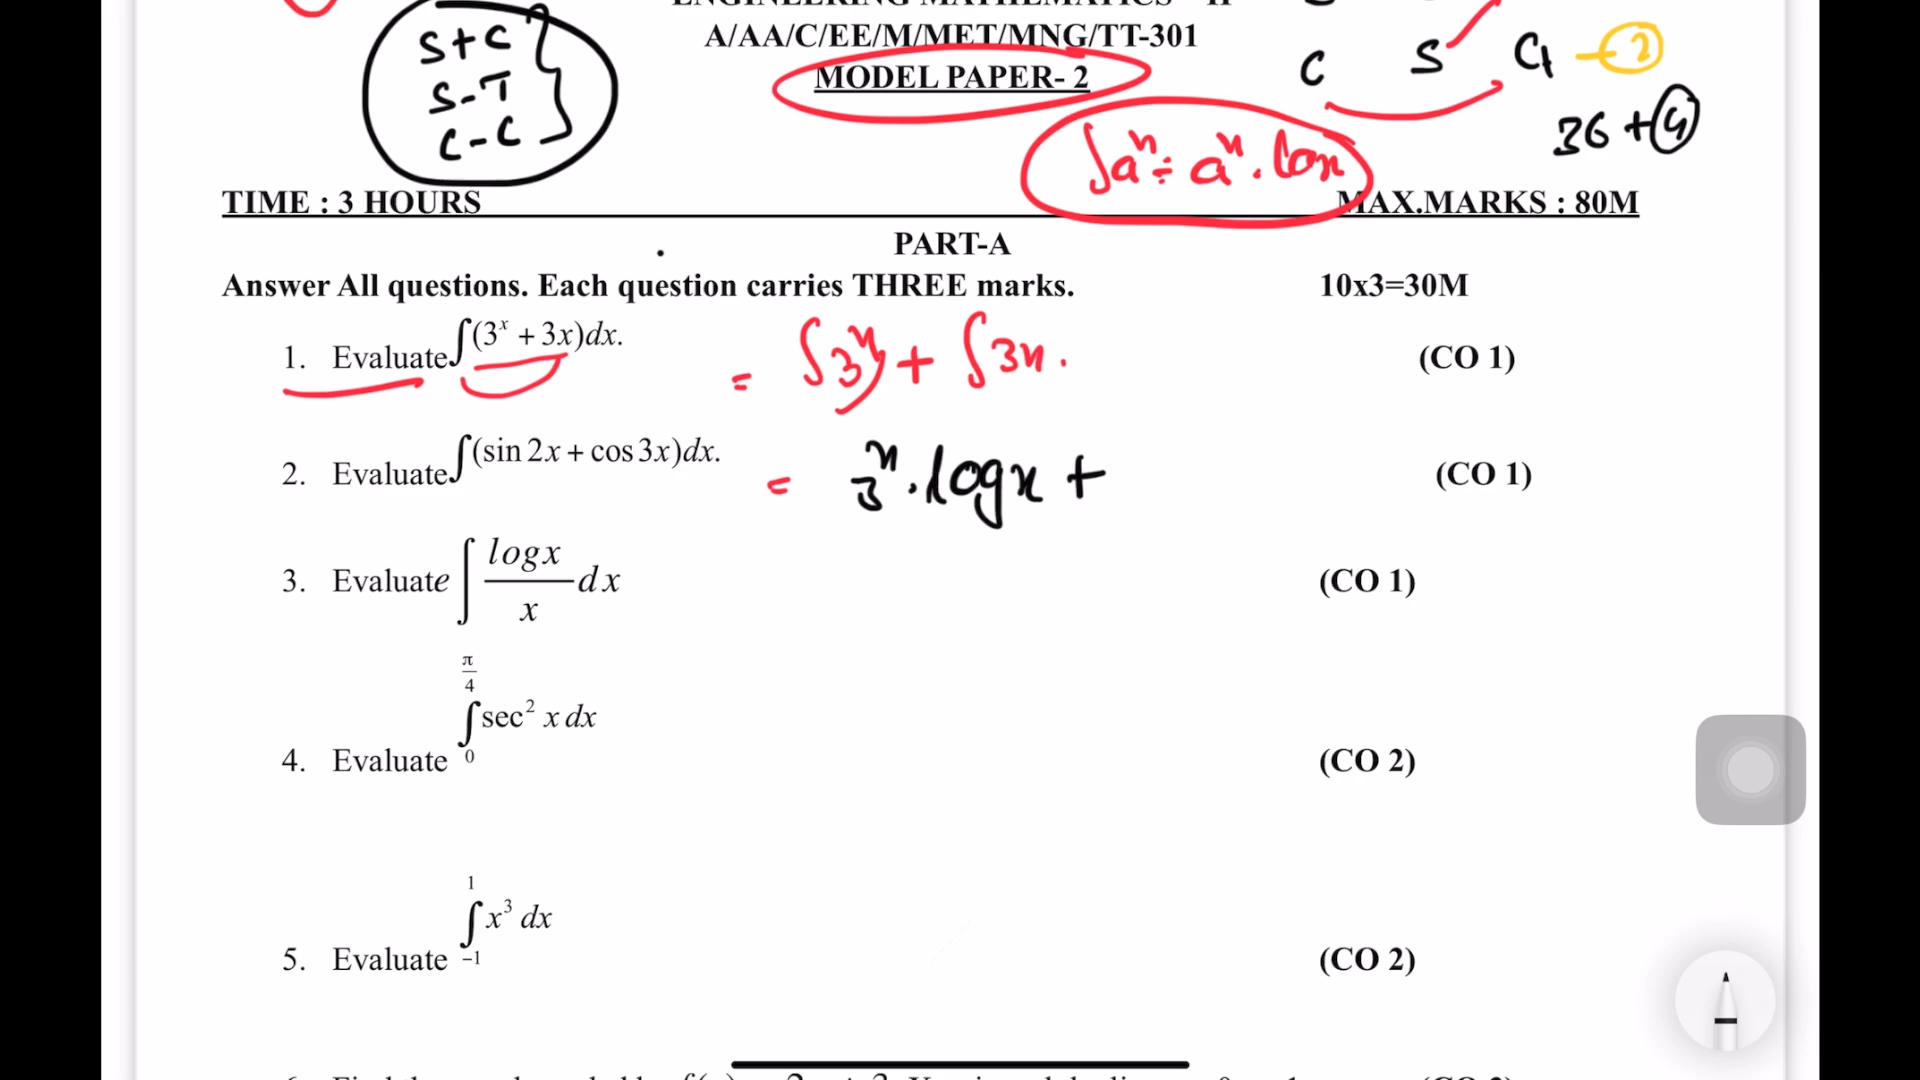 A/AA/C/EE/M/MET/MNG/TT-301
MODEL PAPER- 2
S+C
S-T
C-C
C S 4 - 2
36 + 4
∫aⁿ = aⁿ . logn
TIME : 3 HOURS MAX.MARKS : 80M
PART-A
Answer All questions. Each question carries THREE marks. 10x3=30M
1. Evaluate ∫(3ˣ + 3x)dx. = ∫3ˣ + ∫3x. (CO 1)
2. Evaluate ∫(sin 2x + cos 3x)dx. = 3ˣ . logx + (CO 1)
3. Evaluate ∫ logx/x dx (CO 1)
4. Evaluate ∫₀^(π/4) sec² x dx (CO 2)
5. Evaluate ∫₋₁¹ x³ dx (CO 2)